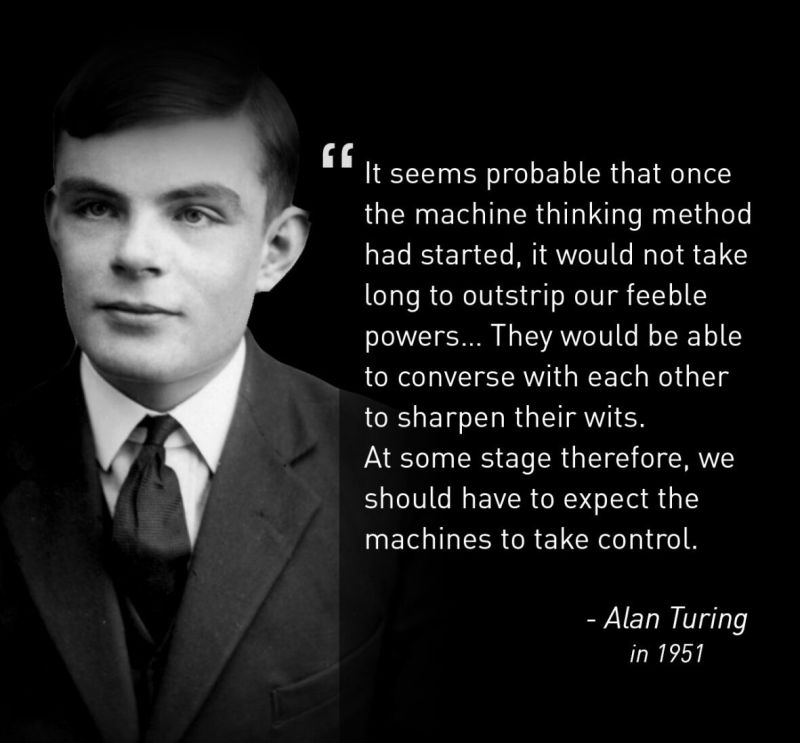 “ It seems probable that once
the machine thinking method
had started, it would not take
long to outstrip our feeble
powers... They would be able
to converse with each other
to sharpen their wits.
At some stage therefore, we
should have to expect the
machines to take control.
- Alan Turing
in 1951